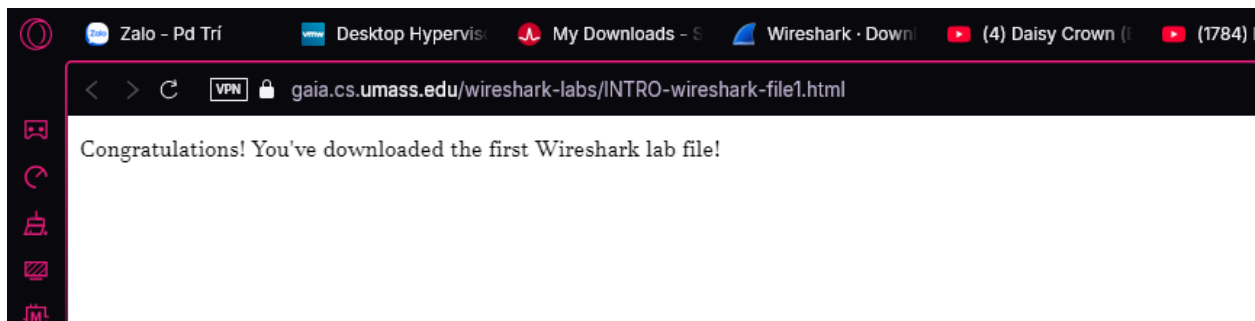 Zalo - Pd Trí
Desktop Hypervis
My Downloads - S
Wireshark · Downl
(4) Daisy Crown (
(1784)
VPN gaia.cs.umass.edu/wireshark-labs/INTRO-wireshark-file1.html
Congratulations! You've downloaded the first Wireshark lab file!